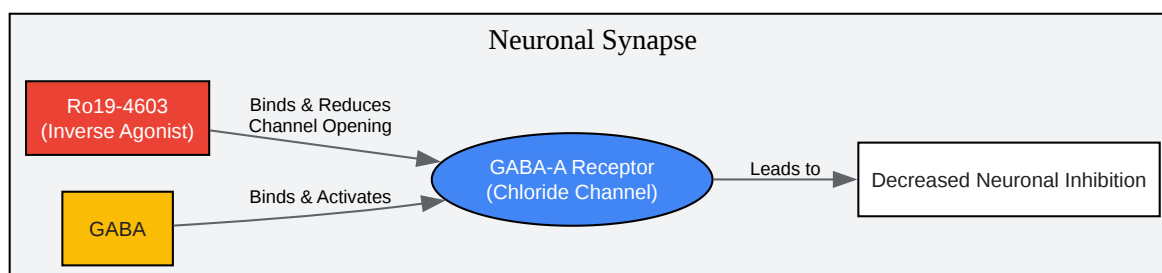 Neuronal Synapse
Ro19-4603
(Inverse Agonist)
Binds & Reduces
Channel Opening
GABA-A Receptor
(Chloride Channel)
Leads to
Decreased Neuronal Inhibition
GABA
Binds & Activates